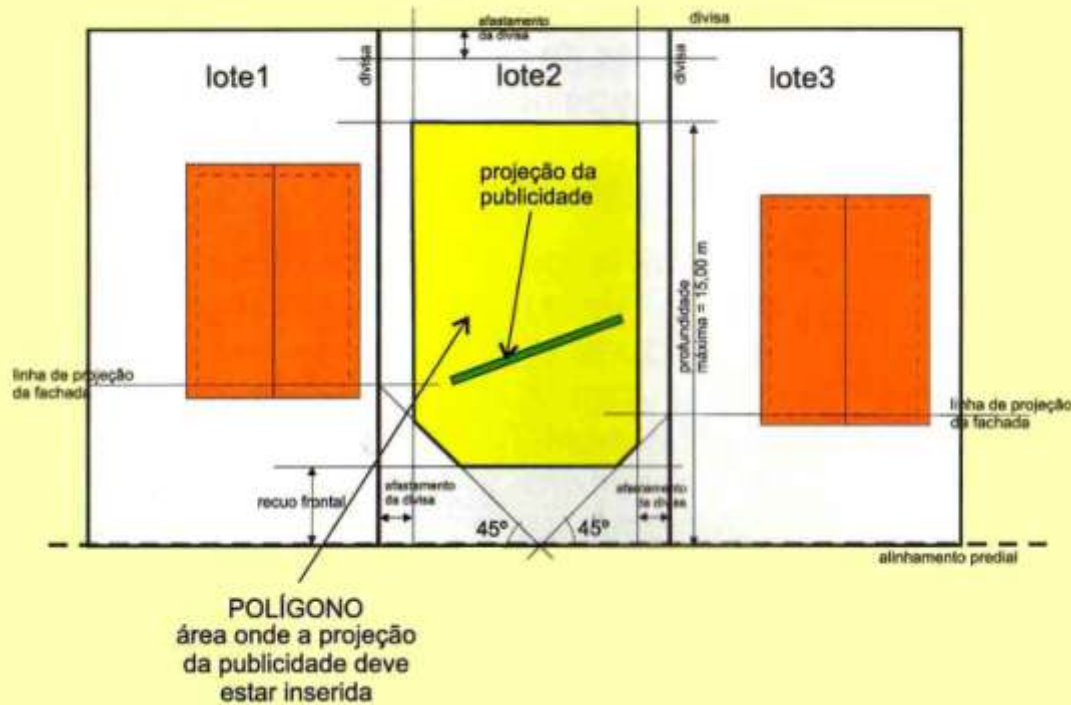 afastamento
da divisa
divisa
lote1
divisa
lote2
divisa
lote3
projeção da
publicidade
profundidade
máxima = 15,00 m
linha de projeção
da fachada
linha de projeção
da fachada
recuo frontal
afastamento
da divisa
afastamento
da divisa
45º
45º
alinhamento predial
POLÍGONO
área onde a projeção
da publicidade deve
estar inserida